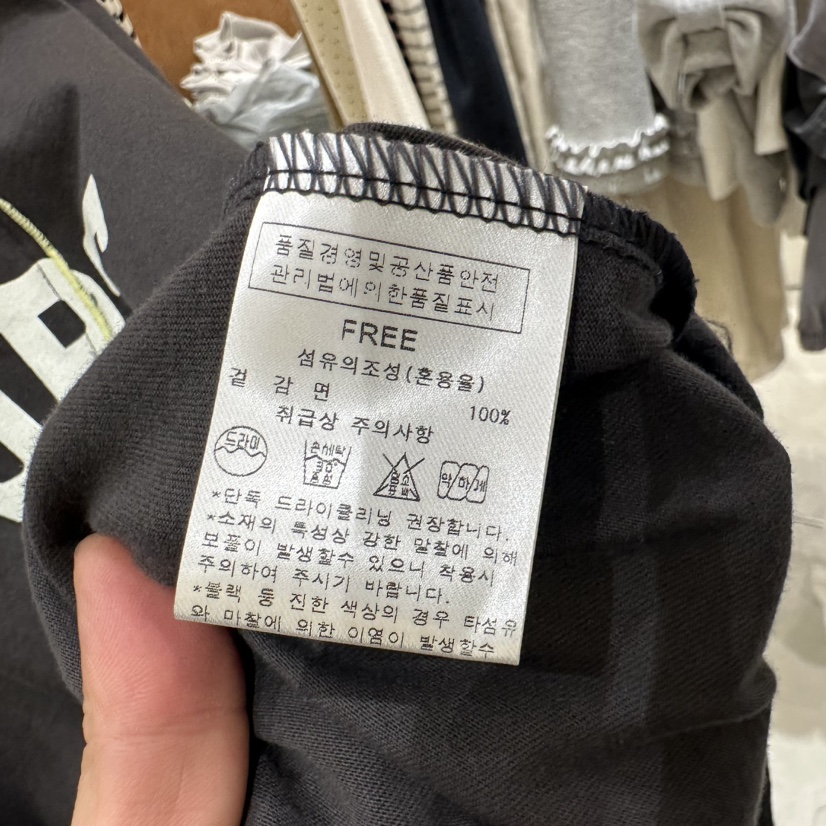 품질경영및공산품안전
관리법에의한품질표시
FREE
섬유의조성(혼용율)
겉 감 면 100%
취급상 주의사항
드라이
손세탁
30°
중성
염소
표백
약하게
*단독 드라이클리닝 권장합니다.
*소재의 특성상 강한 마찰에 의해
보풀이 발생할수 있으니 착용시
주의하여 주시기 바랍니다.
*블랙 등 진한 색상의 경우 타섬유
와 마찰에 의한 이염이 발생할수